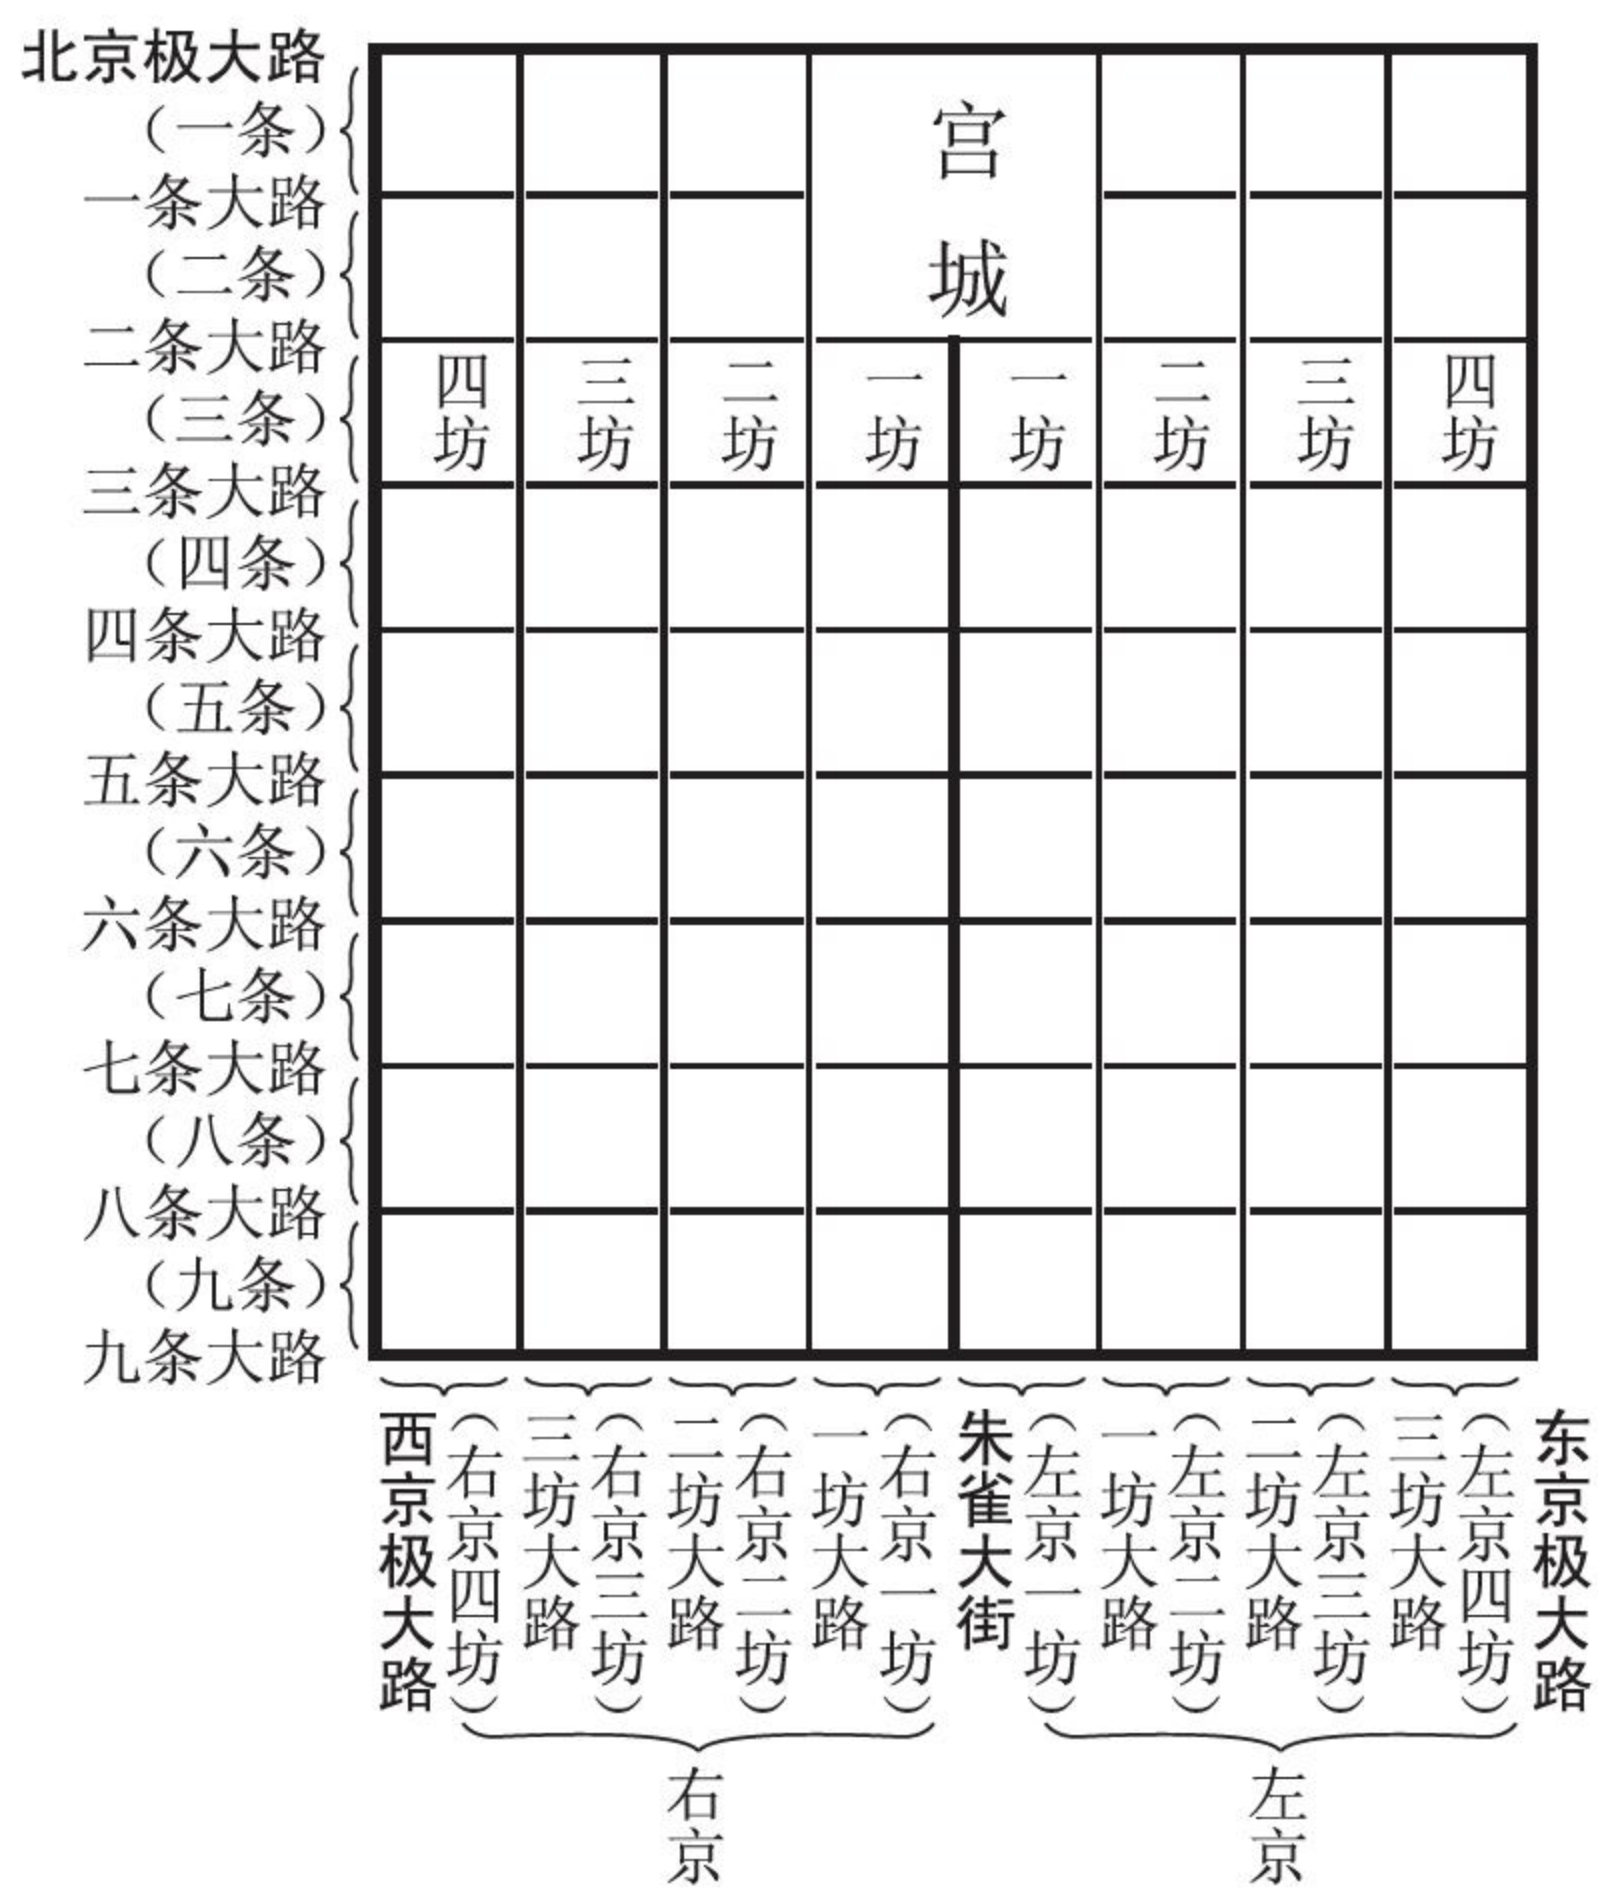 北京极大路
（一条）
一条大路
（二条）
二条大路
（三条）
三条大路
（四条）
四条大路
（五条）
五条大路
（六条）
六条大路
（七条）
七条大路
（八条）
八条大路
（九条）
九条大路
宫城
四坊
三坊
二坊
一坊
一坊
二坊
三坊
四坊
西京极大路
（右京四坊）
三坊大路
（右京三坊）
二坊大路
（右京二坊）
一坊大路
（右京一坊）
朱雀大街
（左京一坊）
一坊大路
（左京二坊）
二坊大路
（左京三坊）
三坊大路
（左京四坊）
东京极大路
右京
左京